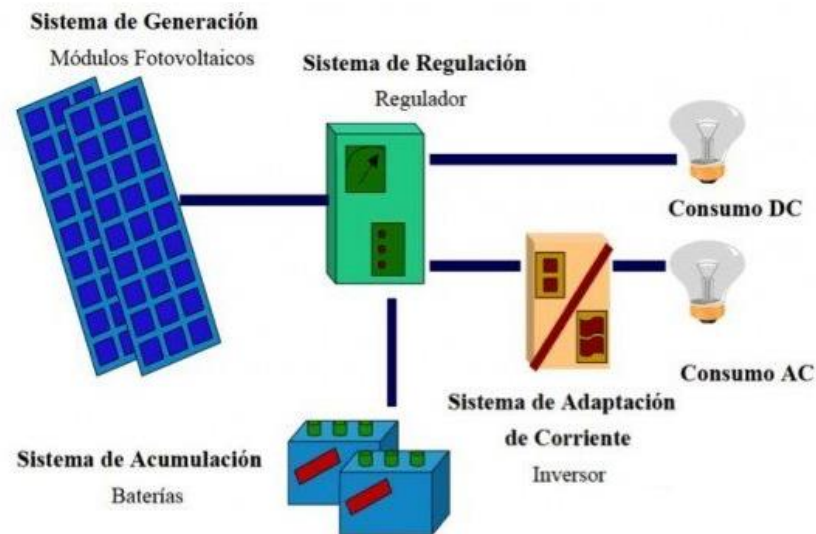 Sistema de Generación
Módulos Fotovoltaicos
Sistema de Regulación
Regulador
Consumo DC
Consumo AC
Sistema de Adaptación
de Corriente
Inversor
Sistema de Acumulación
Baterías